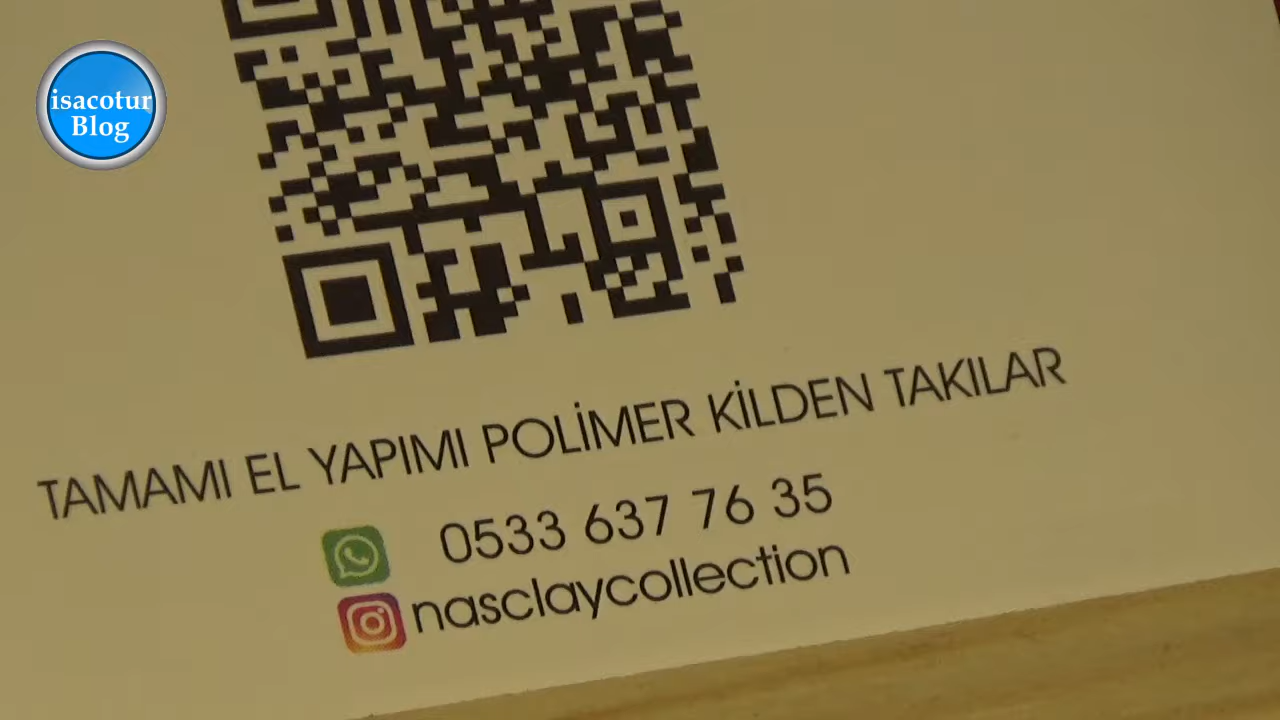 isacotur
Blog
TAMAMI EL YAPIMI POLİMER KİLDEN TAKILAR
0533 637 76 35
nasclaycollection